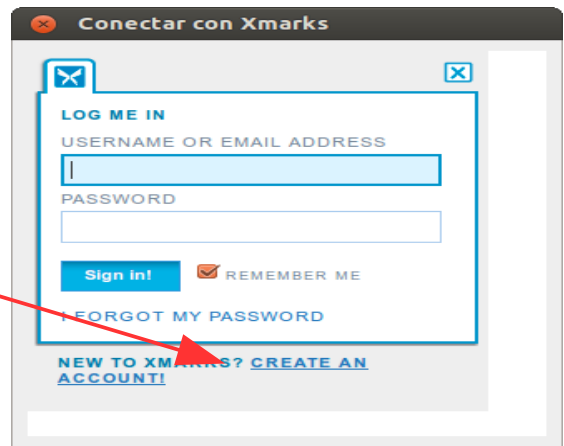 Conectar con Xmarks
LOG ME IN
USERNAME OR EMAIL ADDRESS
PASSWORD
Sign in!
REMEMBER ME
I FORGOT MY PASSWORD
NEW TO XMARKS? CREATE AN
ACCOUNT!